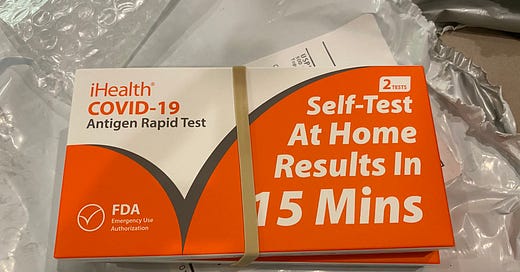 iHealth®
COVID-19
Antigen Rapid Test
2 TESTS
Self-Test
At Home
Results In
15 Mins
FDA
Emergency Use
Authorization
USP